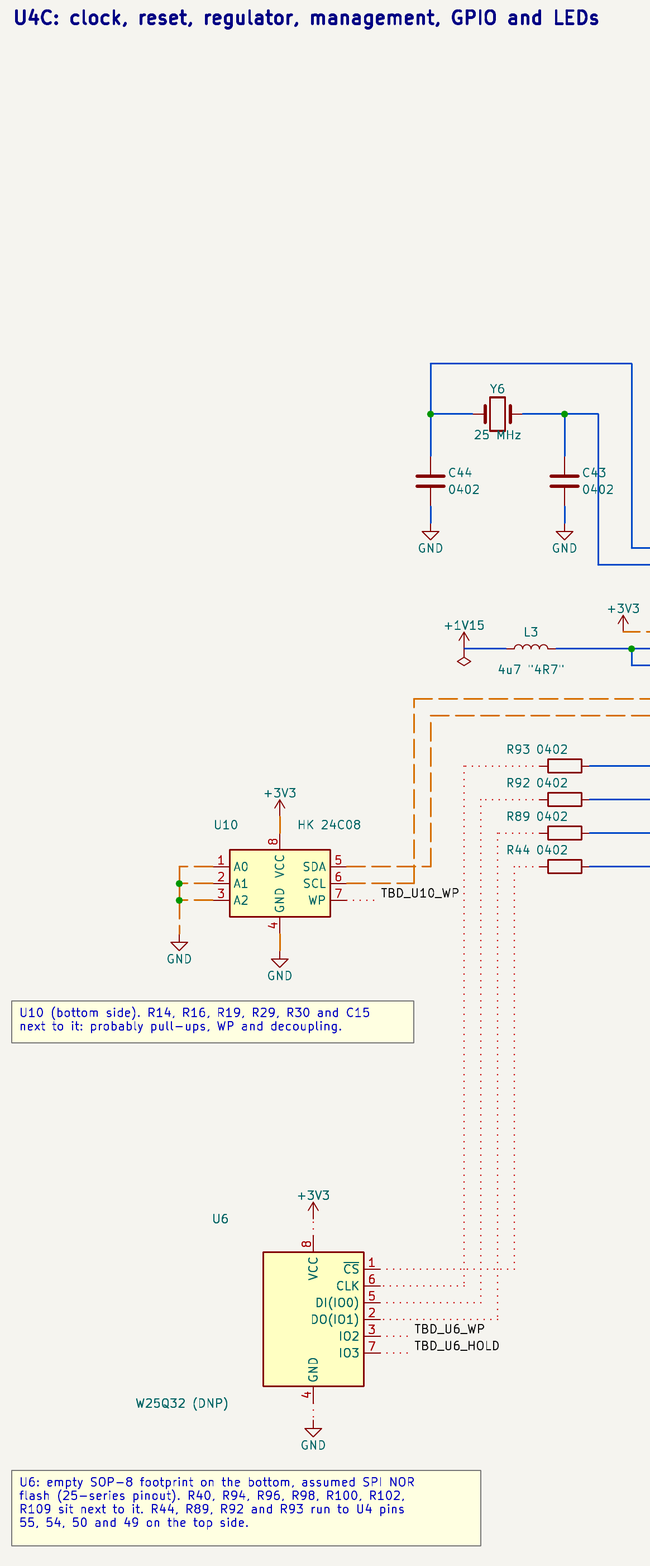 U4C: clock, reset, regulator, management, GPIO and LEDs
Y6
25 MHz
C44
0402
C43
0402
GND
GND
+3V3
+1V15
L3
4u7 "4R7"
R93 0402
R92 0402
R89 0402
R44 0402
+3V3
U10
HK 24C08
8
VCC
1 A0
SDA 5
2 A1
SCL 6
3 A2
WP 7
TBD_U10_WP
GND
4
GND
GND
U10 (bottom side). R14, R16, R19, R29, R30 and C15
next to it: probably pull-ups, WP and decoupling.
+3V3
U6
8
VCC
CS 1
CLK 6
DI(IO0) 5
DO(IO1) 2
IO2 3
TBD_U6_WP
IO3 7
TBD_U6_HOLD
GND
4
W25Q32 (DNP)
GND
U6: empty SOP-8 footprint on the bottom, assumed SPI NOR
flash (25-series pinout). R40, R94, R96, R98, R100, R102,
R109 sit next to it. R44, R89, R92 and R93 run to U4 pins
55, 54, 50 and 49 on the top side.